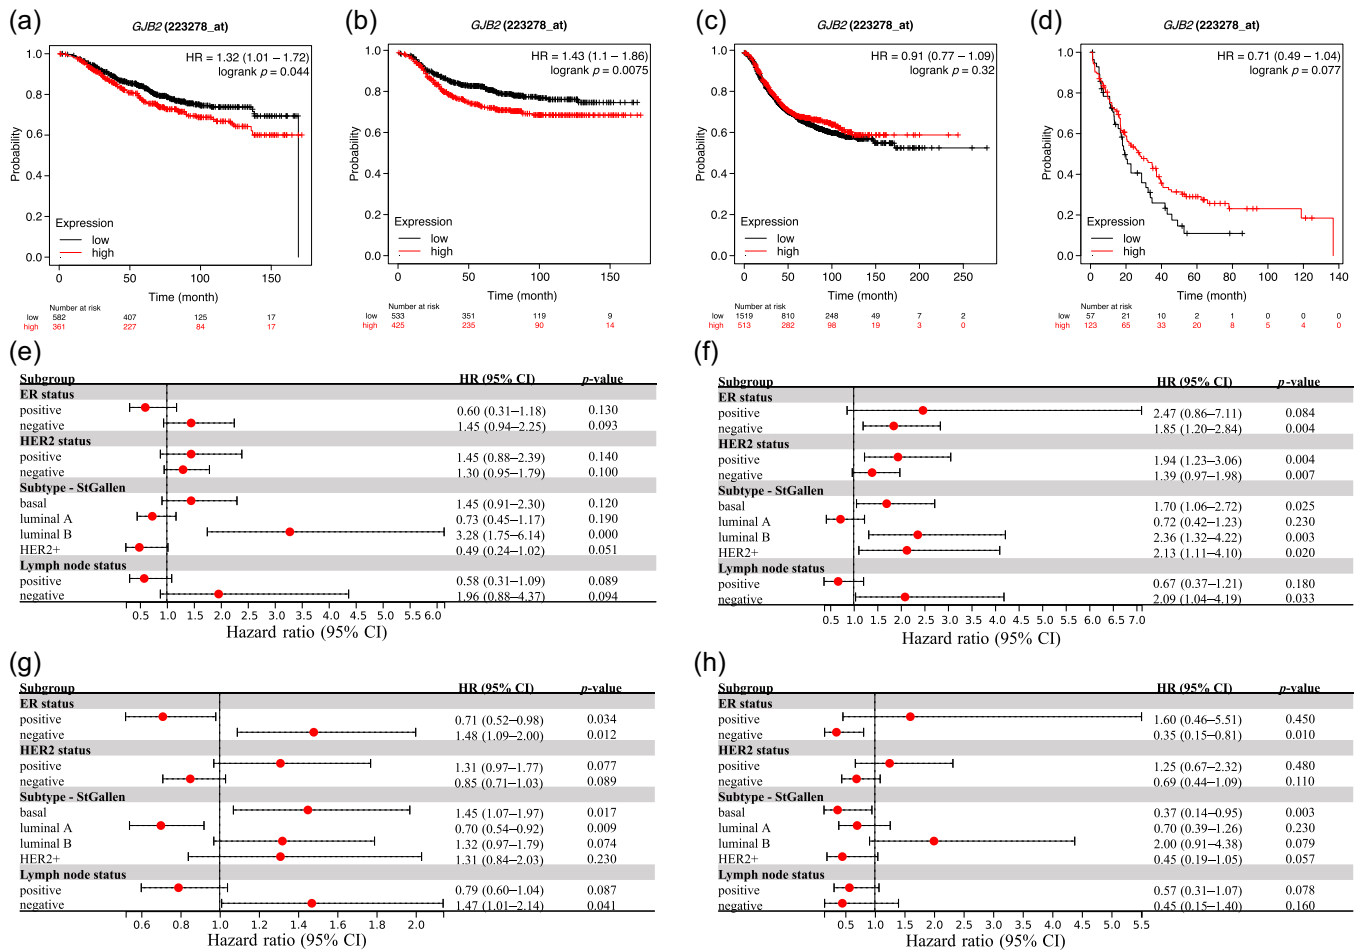 (a)
GJB2 (223278_at)
HR = 1.32 (1.01 − 1.72)
logrank p = 0.044
Probability
1.0
0.8
0.6
0.4
0.2
0.0
Expression
low
high
0 50 100 150
Time (month)
Number at risk
low 582 407 125 17
high 361 227 84 17
(b)
GJB2 (223278_at)
HR = 1.43 (1.1 − 1.86)
logrank p = 0.0075
Probability
1.0
0.8
0.6
0.4
0.2
0.0
Expression
low
high
0 50 100 150
Time (month)
Number at risk
low 533 351 119 9
high 425 235 90 14
(c)
GJB2 (223278_at)
HR = 0.91 (0.77 − 1.09)
logrank p = 0.32
Probability
1.0
0.8
0.6
0.4
0.2
0.0
Expression
low
high
0 50 100 150 200 250
Time (month)
Number at risk
low 1519 810 248 49 7 2
high 513 282 98 19 3 0
(d)
GJB2 (223278_at)
HR = 0.71 (0.49 − 1.04)
logrank p = 0.077
Probability
1.0
0.8
0.6
0.4
0.2
0.0
Expression
low
high
0 20 40 60 80 100 120 140
Time (month)
Number at risk
low 57 21 10 2 1 0 0 0
high 123 65 33 20 8 5 4 0
(e)
Subgroup HR (95% CI) p-value
ER status
positive 0.60 (0.31–1.18) 0.130
negative 1.45 (0.94–2.25) 0.093
HER2 status
positive 1.45 (0.88–2.39) 0.140
negative 1.30 (0.95–1.79) 0.100
Subtype - StGallen
basal 1.45 (0.91–2.30) 0.120
luminal A 0.73 (0.45–1.17) 0.190
luminal B 3.28 (1.75–6.14) 0.000
HER2+ 0.49 (0.24–1.02) 0.051
Lymph node status
positive 0.58 (0.31–1.09) 0.089
negative 1.96 (0.88–4.37) 0.094
0.5 1.0 1.5 2.0 2.5 3.0 3.5 4.0 4.5 5.0 5.5 6.0
Hazard ratio (95% CI)
(f)
Subgroup HR (95% CI) p-value
ER status
positive 2.47 (0.86–7.11) 0.084
negative 1.85 (1.20–2.84) 0.004
HER2 status
positive 1.94 (1.23–3.06) 0.004
negative 1.39 (0.97–1.98) 0.007
Subtype - StGallen
basal 1.70 (1.06–2.72) 0.025
luminal A 0.72 (0.42–1.23) 0.230
luminal B 2.36 (1.32–4.22) 0.003
HER2+ 2.13 (1.11–4.10) 0.020
Lymph node status
positive 0.67 (0.37–1.21) 0.180
negative 2.09 (1.04–4.19) 0.033
0.5 1.0 1.5 2.0 2.5 3.0 3.5 4.0 4.5 5.0 5.5 6.0 6.5 7.0
Hazard ratio (95% CI)
(g)
Subgroup HR (95% CI) p-value
ER status
positive 0.71 (0.52–0.98) 0.034
negative 1.48 (1.09–2.00) 0.012
HER2 status
positive 1.31 (0.97–1.77) 0.077
negative 0.85 (0.71–1.03) 0.089
Subtype - StGallen
basal 1.45 (1.07–1.97) 0.017
luminal A 0.70 (0.54–0.92) 0.009
luminal B 1.32 (0.97–1.79) 0.074
HER2+ 1.31 (0.84–2.03) 0.230
Lymph node status
positive 0.79 (0.60–1.04) 0.087
negative 1.47 (1.01–2.14) 0.041
0.6 0.8 1.0 1.2 1.4 1.6 1.8 2.0
Hazard ratio (95% CI)
(h)
Subgroup HR (95% CI) p-value
ER status
positive 1.60 (0.46–5.51) 0.450
negative 0.35 (0.15–0.81) 0.010
HER2 status
positive 1.25 (0.67–2.32) 0.480
negative 0.69 (0.44–1.09) 0.110
Subtype - StGallen
basal 0.37 (0.14–0.95) 0.003
luminal A 0.70 (0.39–1.26) 0.230
luminal B 2.00 (0.91–4.38) 0.079
HER2+ 0.45 (0.19–1.05) 0.057
Lymph node status
positive 0.57 (0.31–1.07) 0.078
negative 0.45 (0.15–1.40) 0.160
0.5 1.0 1.5 2.0 2.5 3.0 3.5 4.0 4.5 5.0 5.5
Hazard ratio (95% CI)